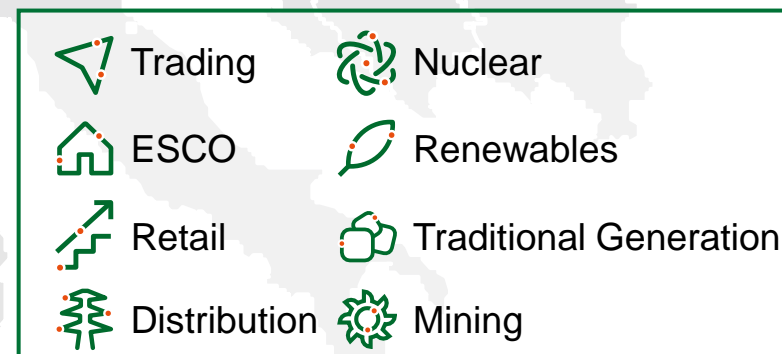 Trading Nuclear
ESCO Renewables
Retail Traditional Generation
Distribution Mining